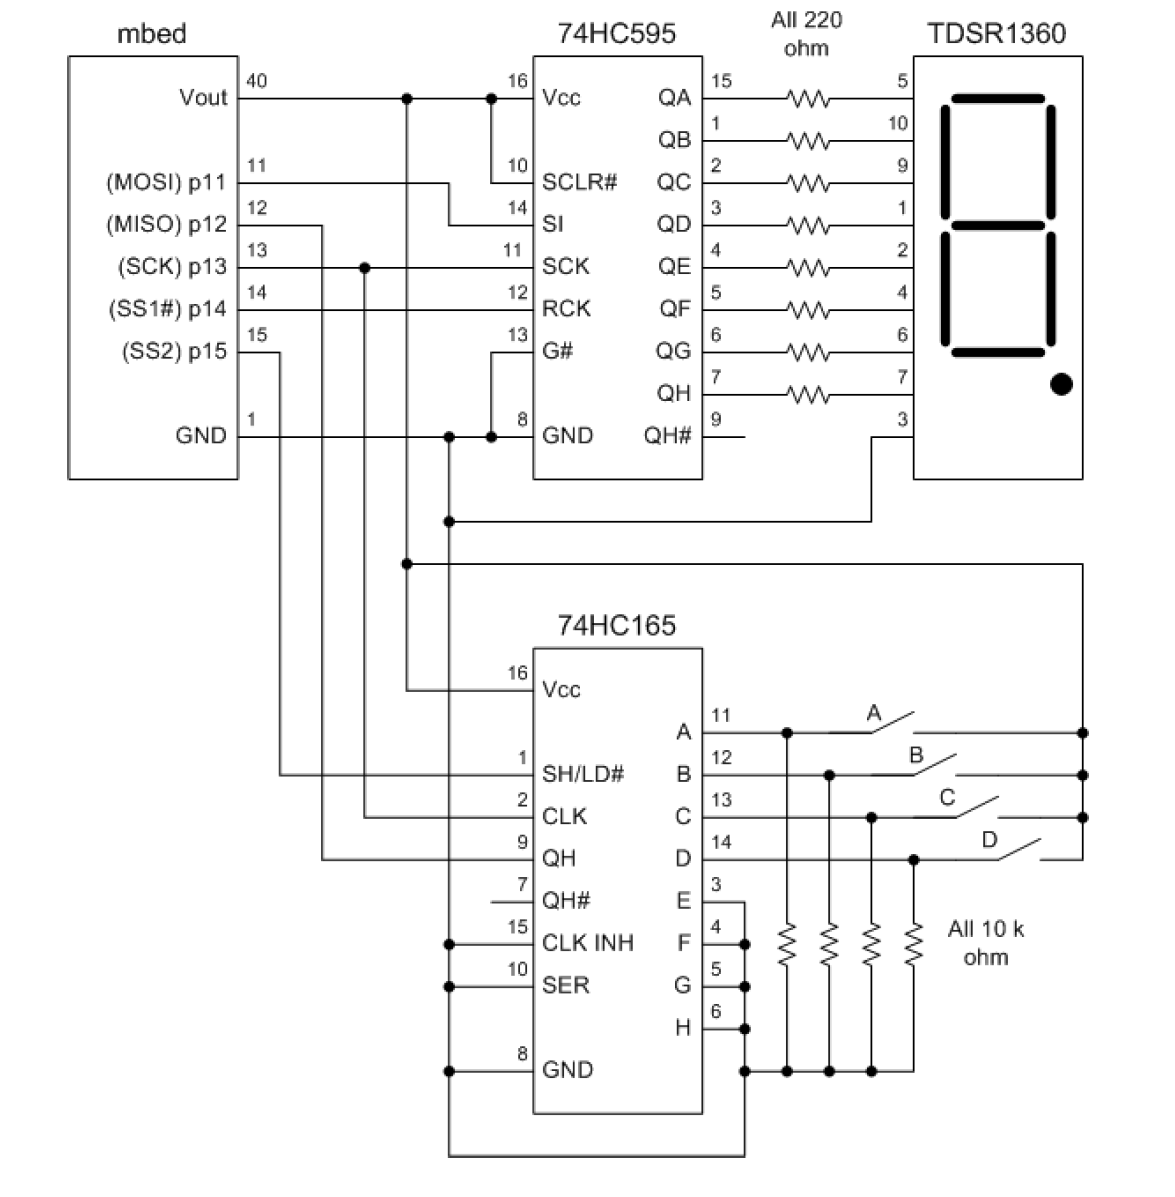 mbed
74HC595
All 220
ohm
TDSR1360
40
Vout
16
Vcc
QA
15
5
QB
1
10
(MOSI) p11
11
10
SCLR#
QC
2
9
(MISO) p12
12
14
SI
QD
3
1
(SCK) p13
13
11
SCK
QE
4
2
(SS1#) p14
14
12
RCK
QF
5
4
(SS2) p15
15
13
G#
QG
6
6
QH
7
7
GND
1
8
GND
QH#
9
3
74HC165
16
Vcc
A
11
A
1
SH/LD#
B
12
B
2
CLK
C
13
C
9
QH
D
14
D
7
QH#
E
3
15
CLK INH
F
4
All 10 k
ohm
10
SER
G
5
H
6
8
GND